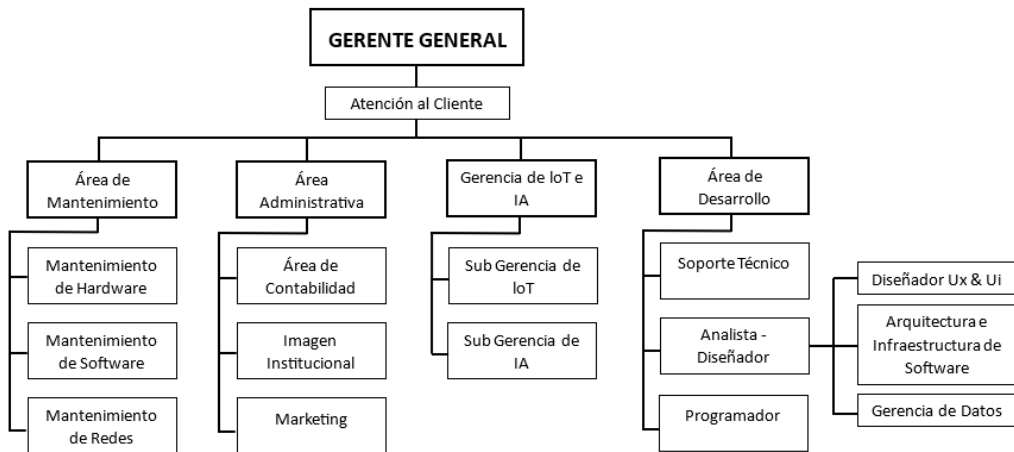 GERENTE GENERAL
Atención al Cliente
Área de
Mantenimiento
Área
Administrativa
Gerencia de loT e
IA
Área de
Desarrollo
Mantenimiento
de Hardware
Mantenimiento
de Software
Mantenimiento
de Redes
Área de
Contabilidad
Imagen
Institucional
Marketing
Sub Gerencia de
loT
Sub Gerencia de
IA
Soporte Técnico
Analista -
Diseñador
Programador
Diseñador Ux & Ui
Arquitectura e
Infraestructura de
Software
Gerencia de Datos